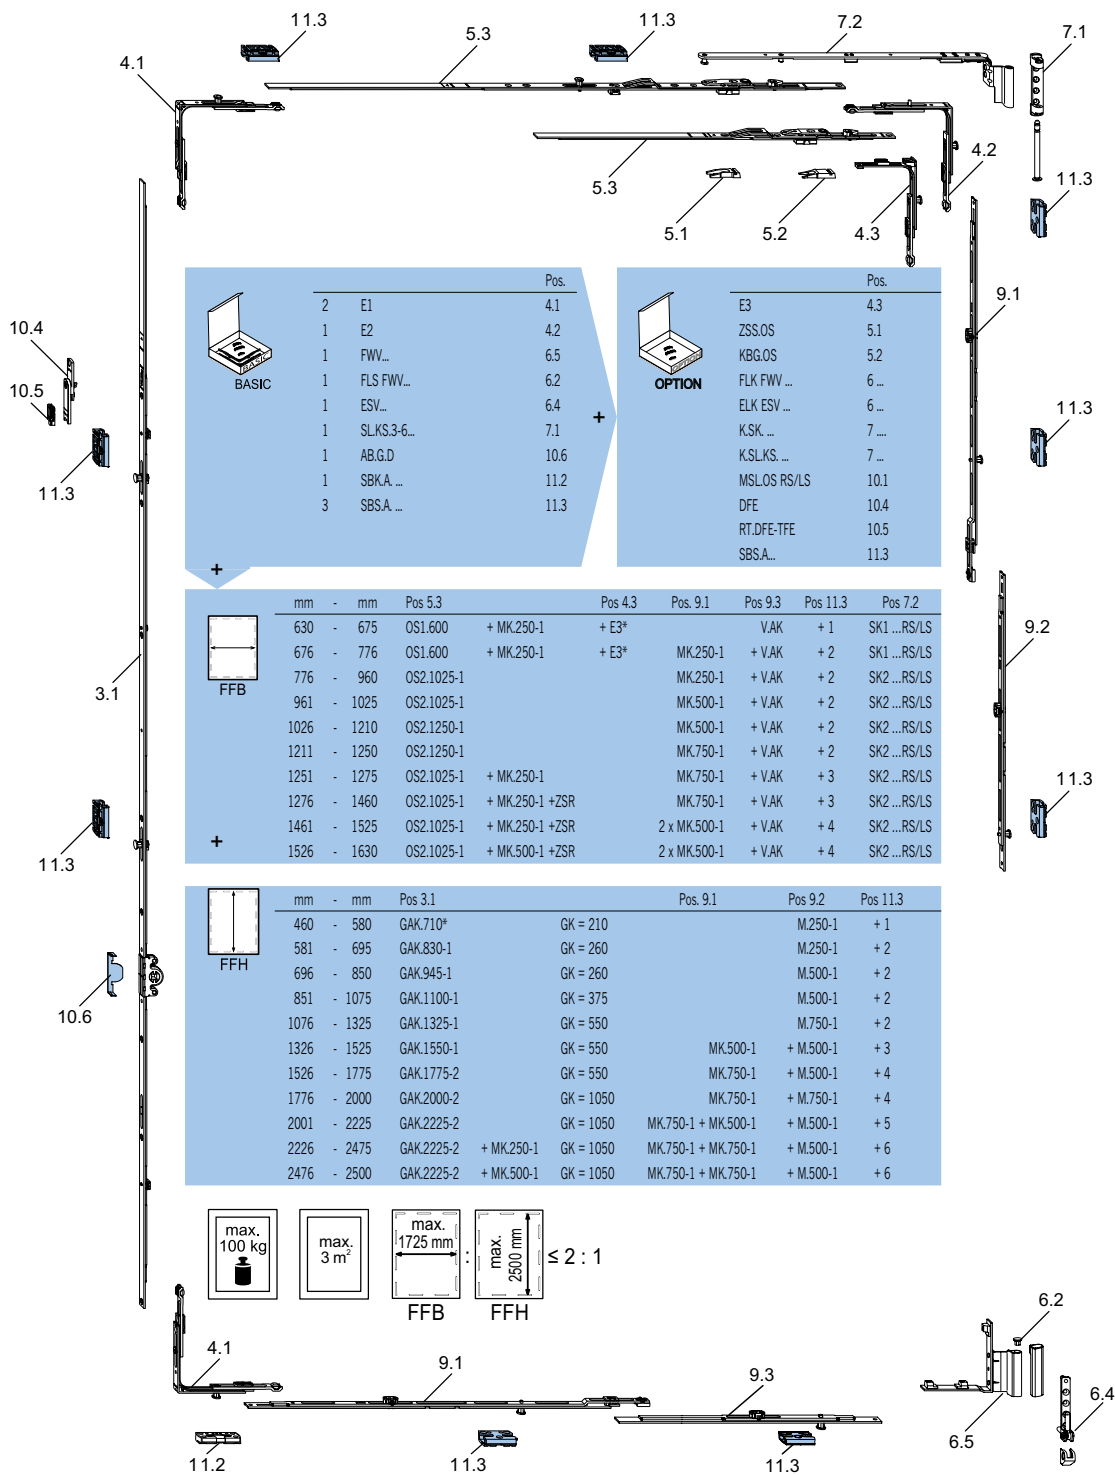 11.3
5.3
11.3
7.2
7.1
4.1
5.3
5.1
5.2
4.3
4.2
11.3
9.1
10.4
10.5
11.3
11.3
3.1
9.2
11.3
11.3
10.6
BASIC
Pos.
2 E1 4.1
1 E2 4.2
1 FWV... 6.5
1 FLS FWV... 6.2
1 ESV... 6.4
1 SL.KS.3-6... 7.1
1 AB.G.D 10.6
1 SBK.A. ... 11.2
3 SBS.A. ... 11.3
+
OPTION
Pos.
E3 4.3
ZSS.OS 5.1
KBG.OS 5.2
FLK FWV ... 6 ...
ELK ESV ... 6 ...
K.SK. ... 7 ....
K.SL.KS. ... 7 ...
MSL.OS RS/LS 10.1
DFE 10.4
RT.DFE-TFE 10.5
SBS.A... 11.3
+
FFB
mm - mm Pos 5.3 Pos 4.3 Pos. 9.1 Pos 9.3 Pos 11.3 Pos 7.2
630 - 675 OS1.600 + MK.250-1 + E3* V.AK + 1 SK1 ...RS/LS
676 - 776 OS1.600 + MK.250-1 + E3* MK.250-1 + V.AK + 2 SK1 ...RS/LS
776 - 960 OS2.1025-1 MK.250-1 + V.AK + 2 SK2 ...RS/LS
961 - 1025 OS2.1025-1 MK.500-1 + V.AK + 2 SK2 ...RS/LS
1026 - 1210 OS2.1250-1 MK.500-1 + V.AK + 2 SK2 ...RS/LS
1211 - 1250 OS2.1250-1 MK.750-1 + V.AK + 2 SK2 ...RS/LS
1251 - 1275 OS2.1025-1 + MK.250-1 MK.750-1 + V.AK + 3 SK2 ...RS/LS
1276 - 1460 OS2.1025-1 + MK.250-1 +ZSR MK.750-1 + V.AK + 3 SK2 ...RS/LS
1461 - 1525 OS2.1025-1 + MK.250-1 +ZSR 2 x MK.500-1 + V.AK + 4 SK2 ...RS/LS
1526 - 1630 OS2.1025-1 + MK.500-1 +ZSR 2 x MK.500-1 + V.AK + 4 SK2 ...RS/LS
+
FFH
mm - mm Pos 3.1 Pos. 9.1 Pos 9.2 Pos 11.3
460 - 580 GAK.710* GK = 210 M.250-1 + 1
581 - 695 GAK.830-1 GK = 260 M.250-1 + 2
696 - 850 GAK.945-1 GK = 260 M.500-1 + 2
851 - 1075 GAK.1100-1 GK = 375 M.500-1 + 2
1076 - 1325 GAK.1325-1 GK = 550 M.750-1 + 2
1326 - 1525 GAK.1550-1 GK = 550 MK.500-1 + M.500-1 + 3
1526 - 1775 GAK.1775-2 GK = 550 MK.750-1 + M.500-1 + 4
1776 - 2000 GAK.2000-2 GK = 1050 MK.750-1 + M.750-1 + 4
2001 - 2225 GAK.2225-2 GK = 1050 MK.750-1 + MK.500-1 + M.500-1 + 5
2226 - 2475 GAK.2225-2 + MK.250-1 GK = 1050 MK.750-1 + MK.750-1 + M.500-1 + 6
2476 - 2500 GAK.2225-2 + MK.500-1 GK = 1050 MK.750-1 + MK.750-1 + M.500-1 + 6
max.
100 kg
max.
3 m²
max.
1725 mm
FFB
:
max.
2500 mm
FFH
≤ 2 : 1
4.1
9.1
9.3
6.2
6.5
6.4
11.2
11.3
11.3